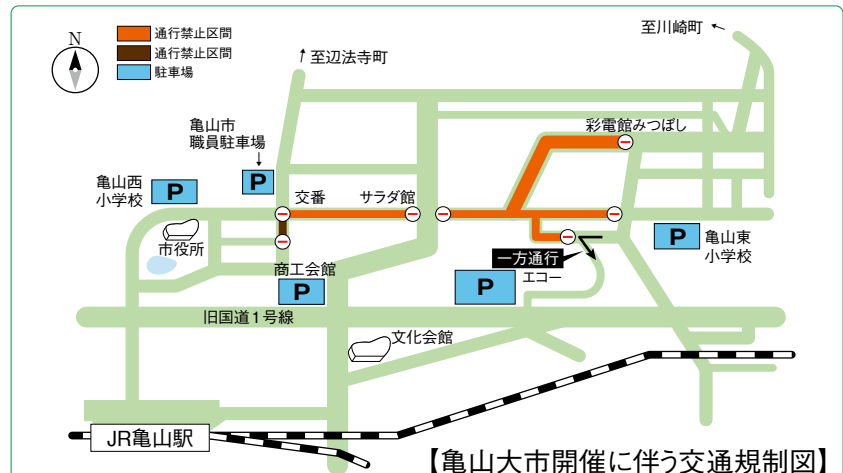 N
通行禁止区間
通行禁止区間
駐車場
至辺法寺町
至川崎町
亀山市
職員駐車場
彩電館みつぼし
亀山西
小学校
P
P
交番
サラダ館
市役所
P
亀山東
小学校
一方通行
エコー
商工会館
P
P
旧国道1号線
文化会館
JR亀山駅
【亀山大市開催に伴う交通規制図】